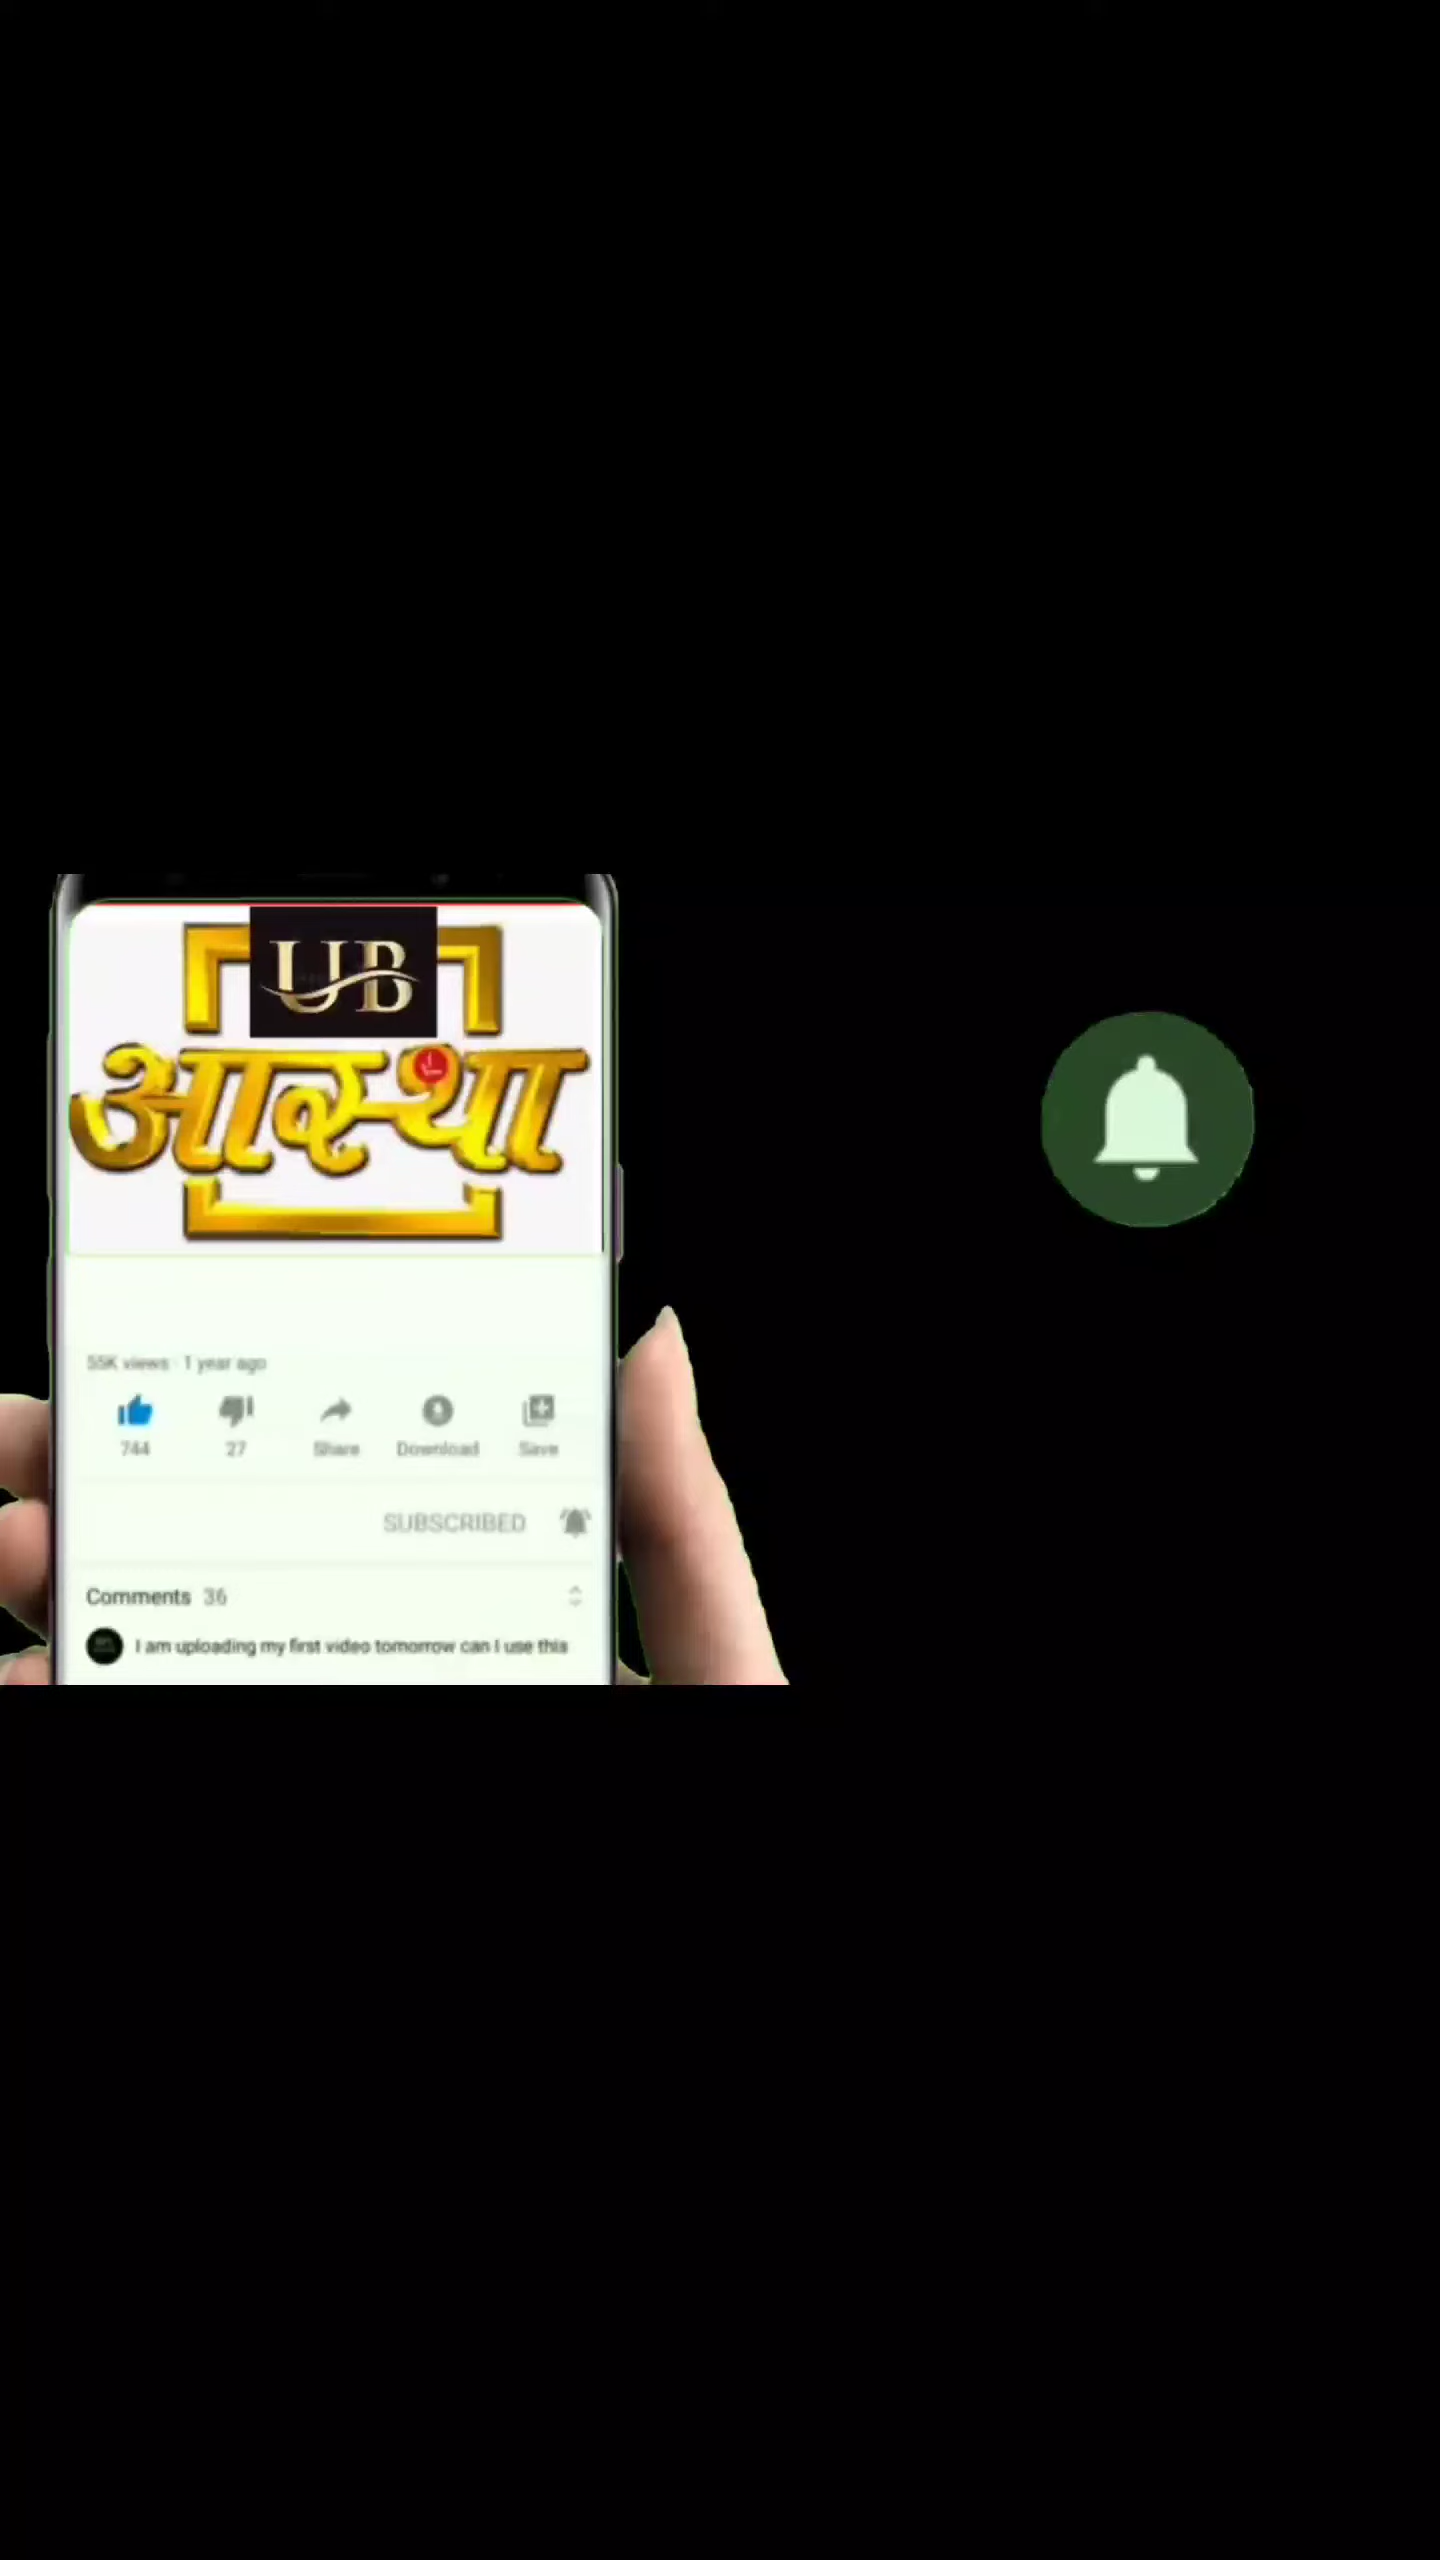 UB
आस्था
55K views · 1 year ago
744 27 Share Download Save
SUBSCRIBED
Comments 36
I am uploading my first video tomorrow can I use this